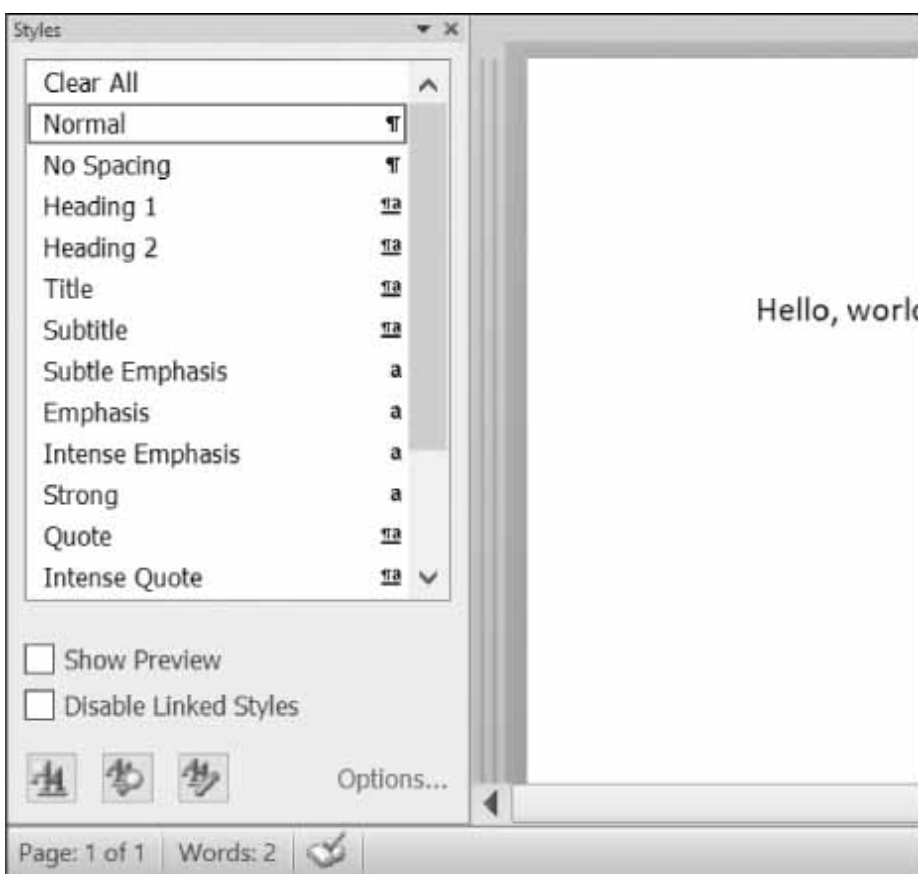 Styles
Clear All
Normal ¶
No Spacing ¶
Heading 1 ¶a
Heading 2 ¶a
Title ¶a
Subtitle ¶a
Subtle Emphasis a
Emphasis a
Intense Emphasis a
Strong a
Quote ¶a
Intense Quote ¶a
Show Preview
Disable Linked Styles
Options...
Hello, world
Page: 1 of 1 Words: 2